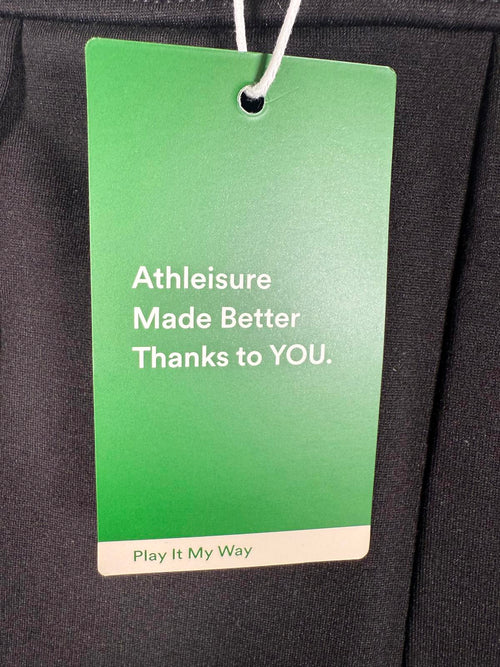 Athleisure
Made Better
Thanks to YOU.
Play It My Way